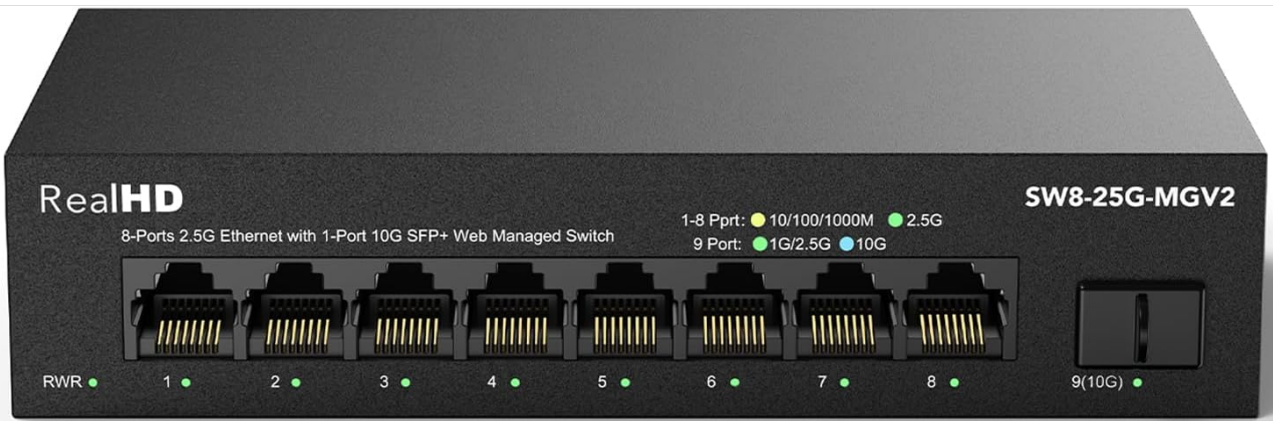 RealHD
SW8-25G-MGV2
8-Ports 2.5G Ethernet with 1-Port 10G SFP+ Web Managed Switch
1-8 Pprt: 10/100/1000M 2.5G
9 Port: 1G/2.5G 10G
RWR 1 2 3 4 5 6 7 8 9(10G)